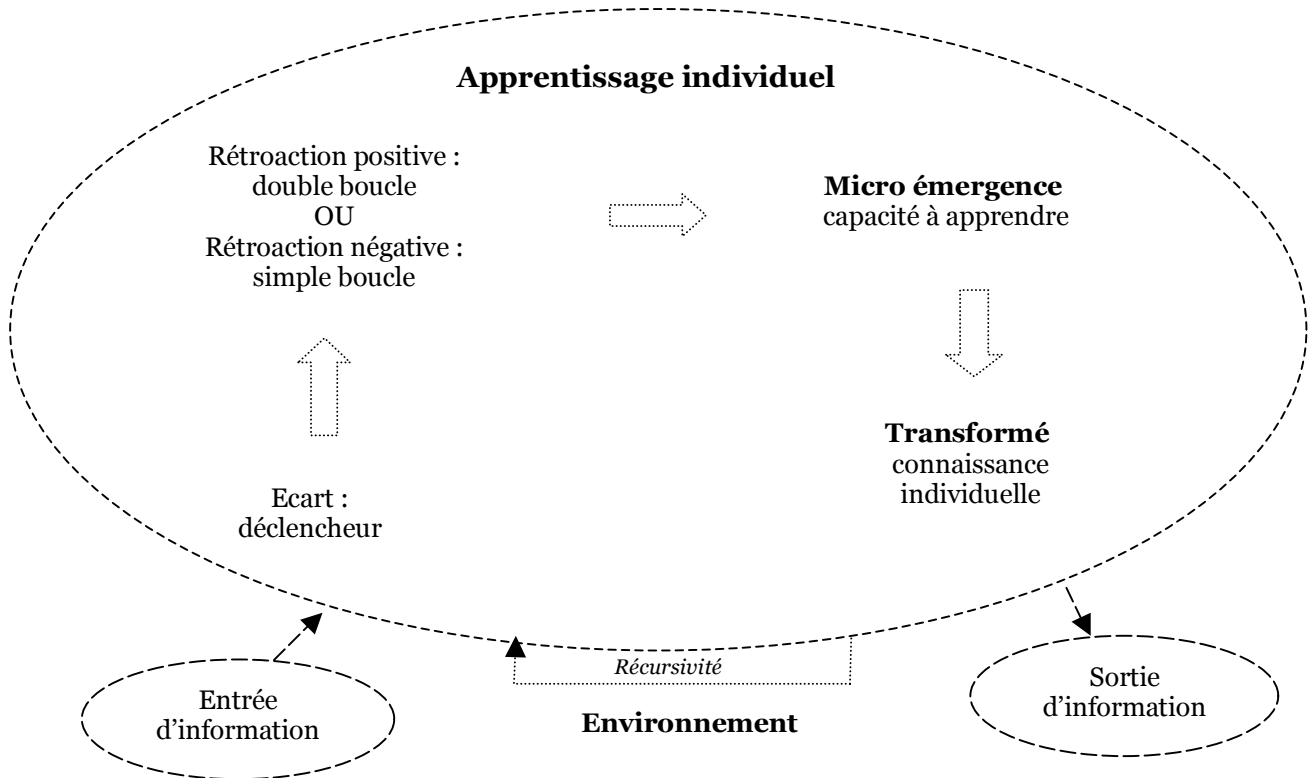 Apprentissage individuel
Rétroaction positive :
double boucle
OU
Rétroaction négative :
simple boucle
Micro émergence
capacité à apprendre
Transformé
connaissance
individuelle
Ecart :
déclencheur
Récursivité
Entrée
d’information
Environnement
Sortie
d’information